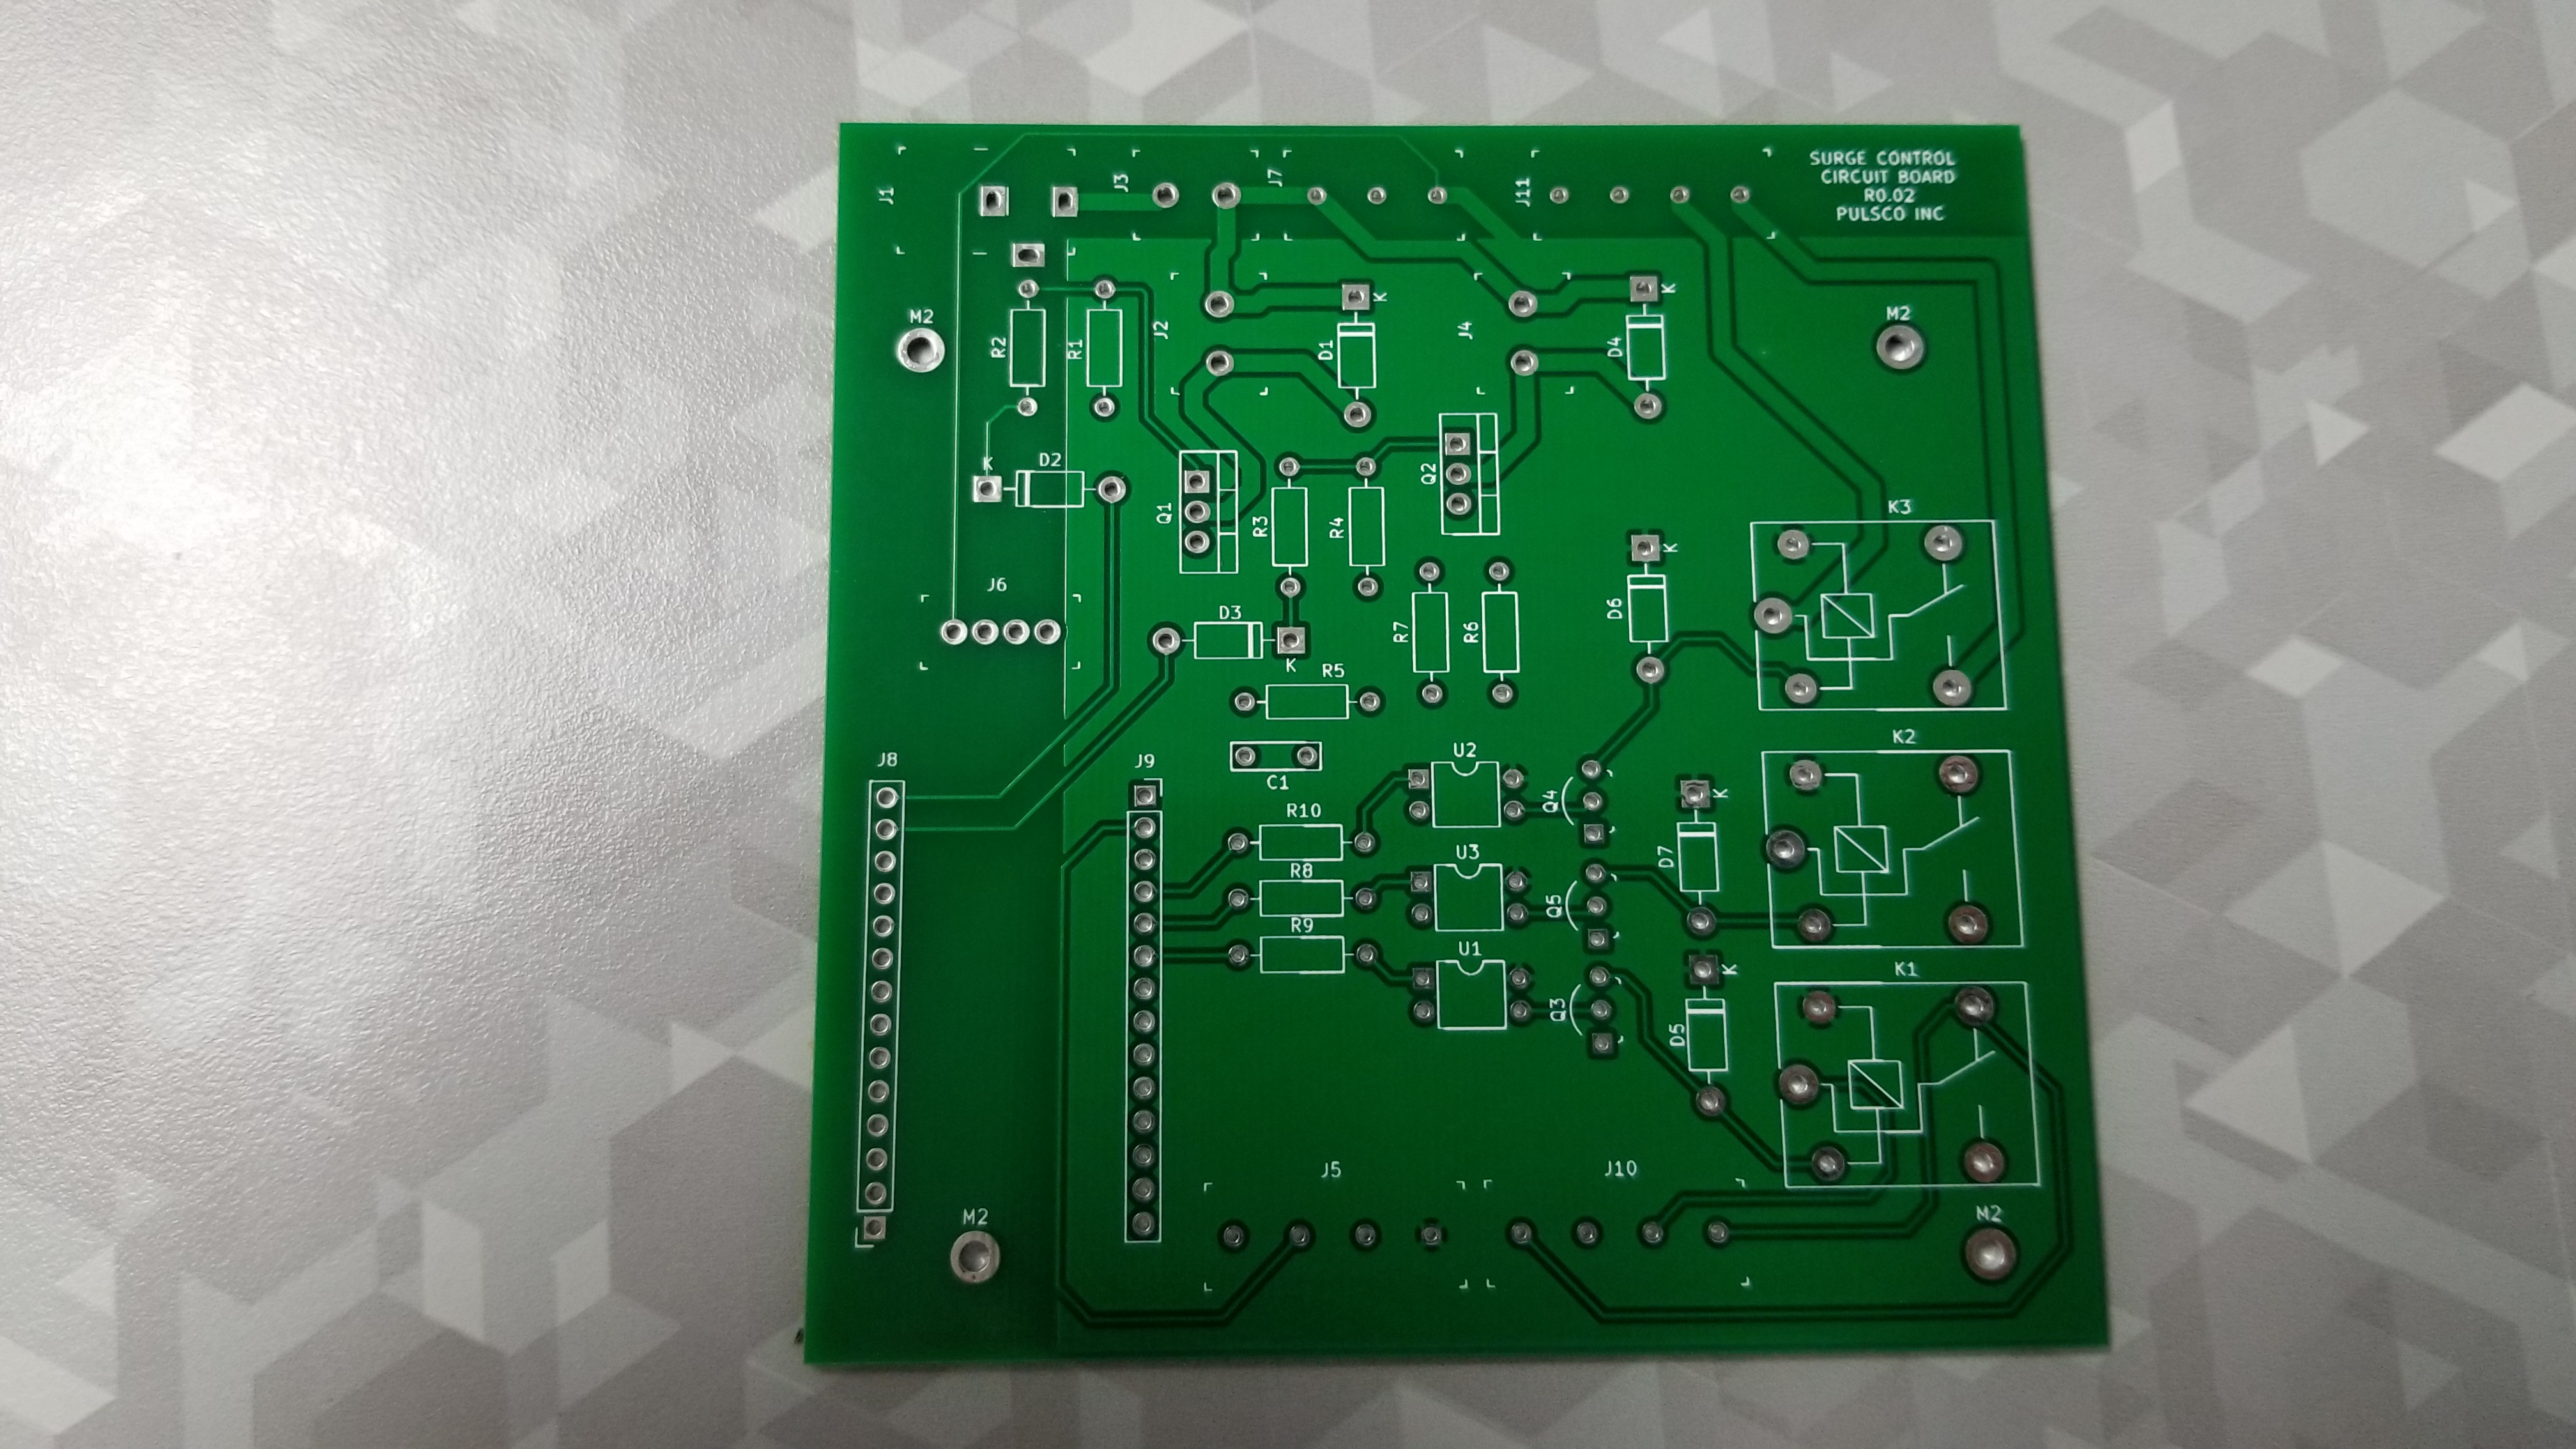 SURGE CONTROL
CIRCUIT BOARD
R0.02
PULSCO INC
J1
J3
J7
J11
M2
R2
R1
J2
D1
K
J4
D4
K
M2
K
D2
Q1
R3
R4
Q2
K3
J6
D3
K
R7
R6
D6
K
R5
K2
J8
J9
C1
U2
Q4
R10
D7
K
R8
U3
Q5
R9
U1
Q3
K1
D5
K
J5
J10
M2
M2